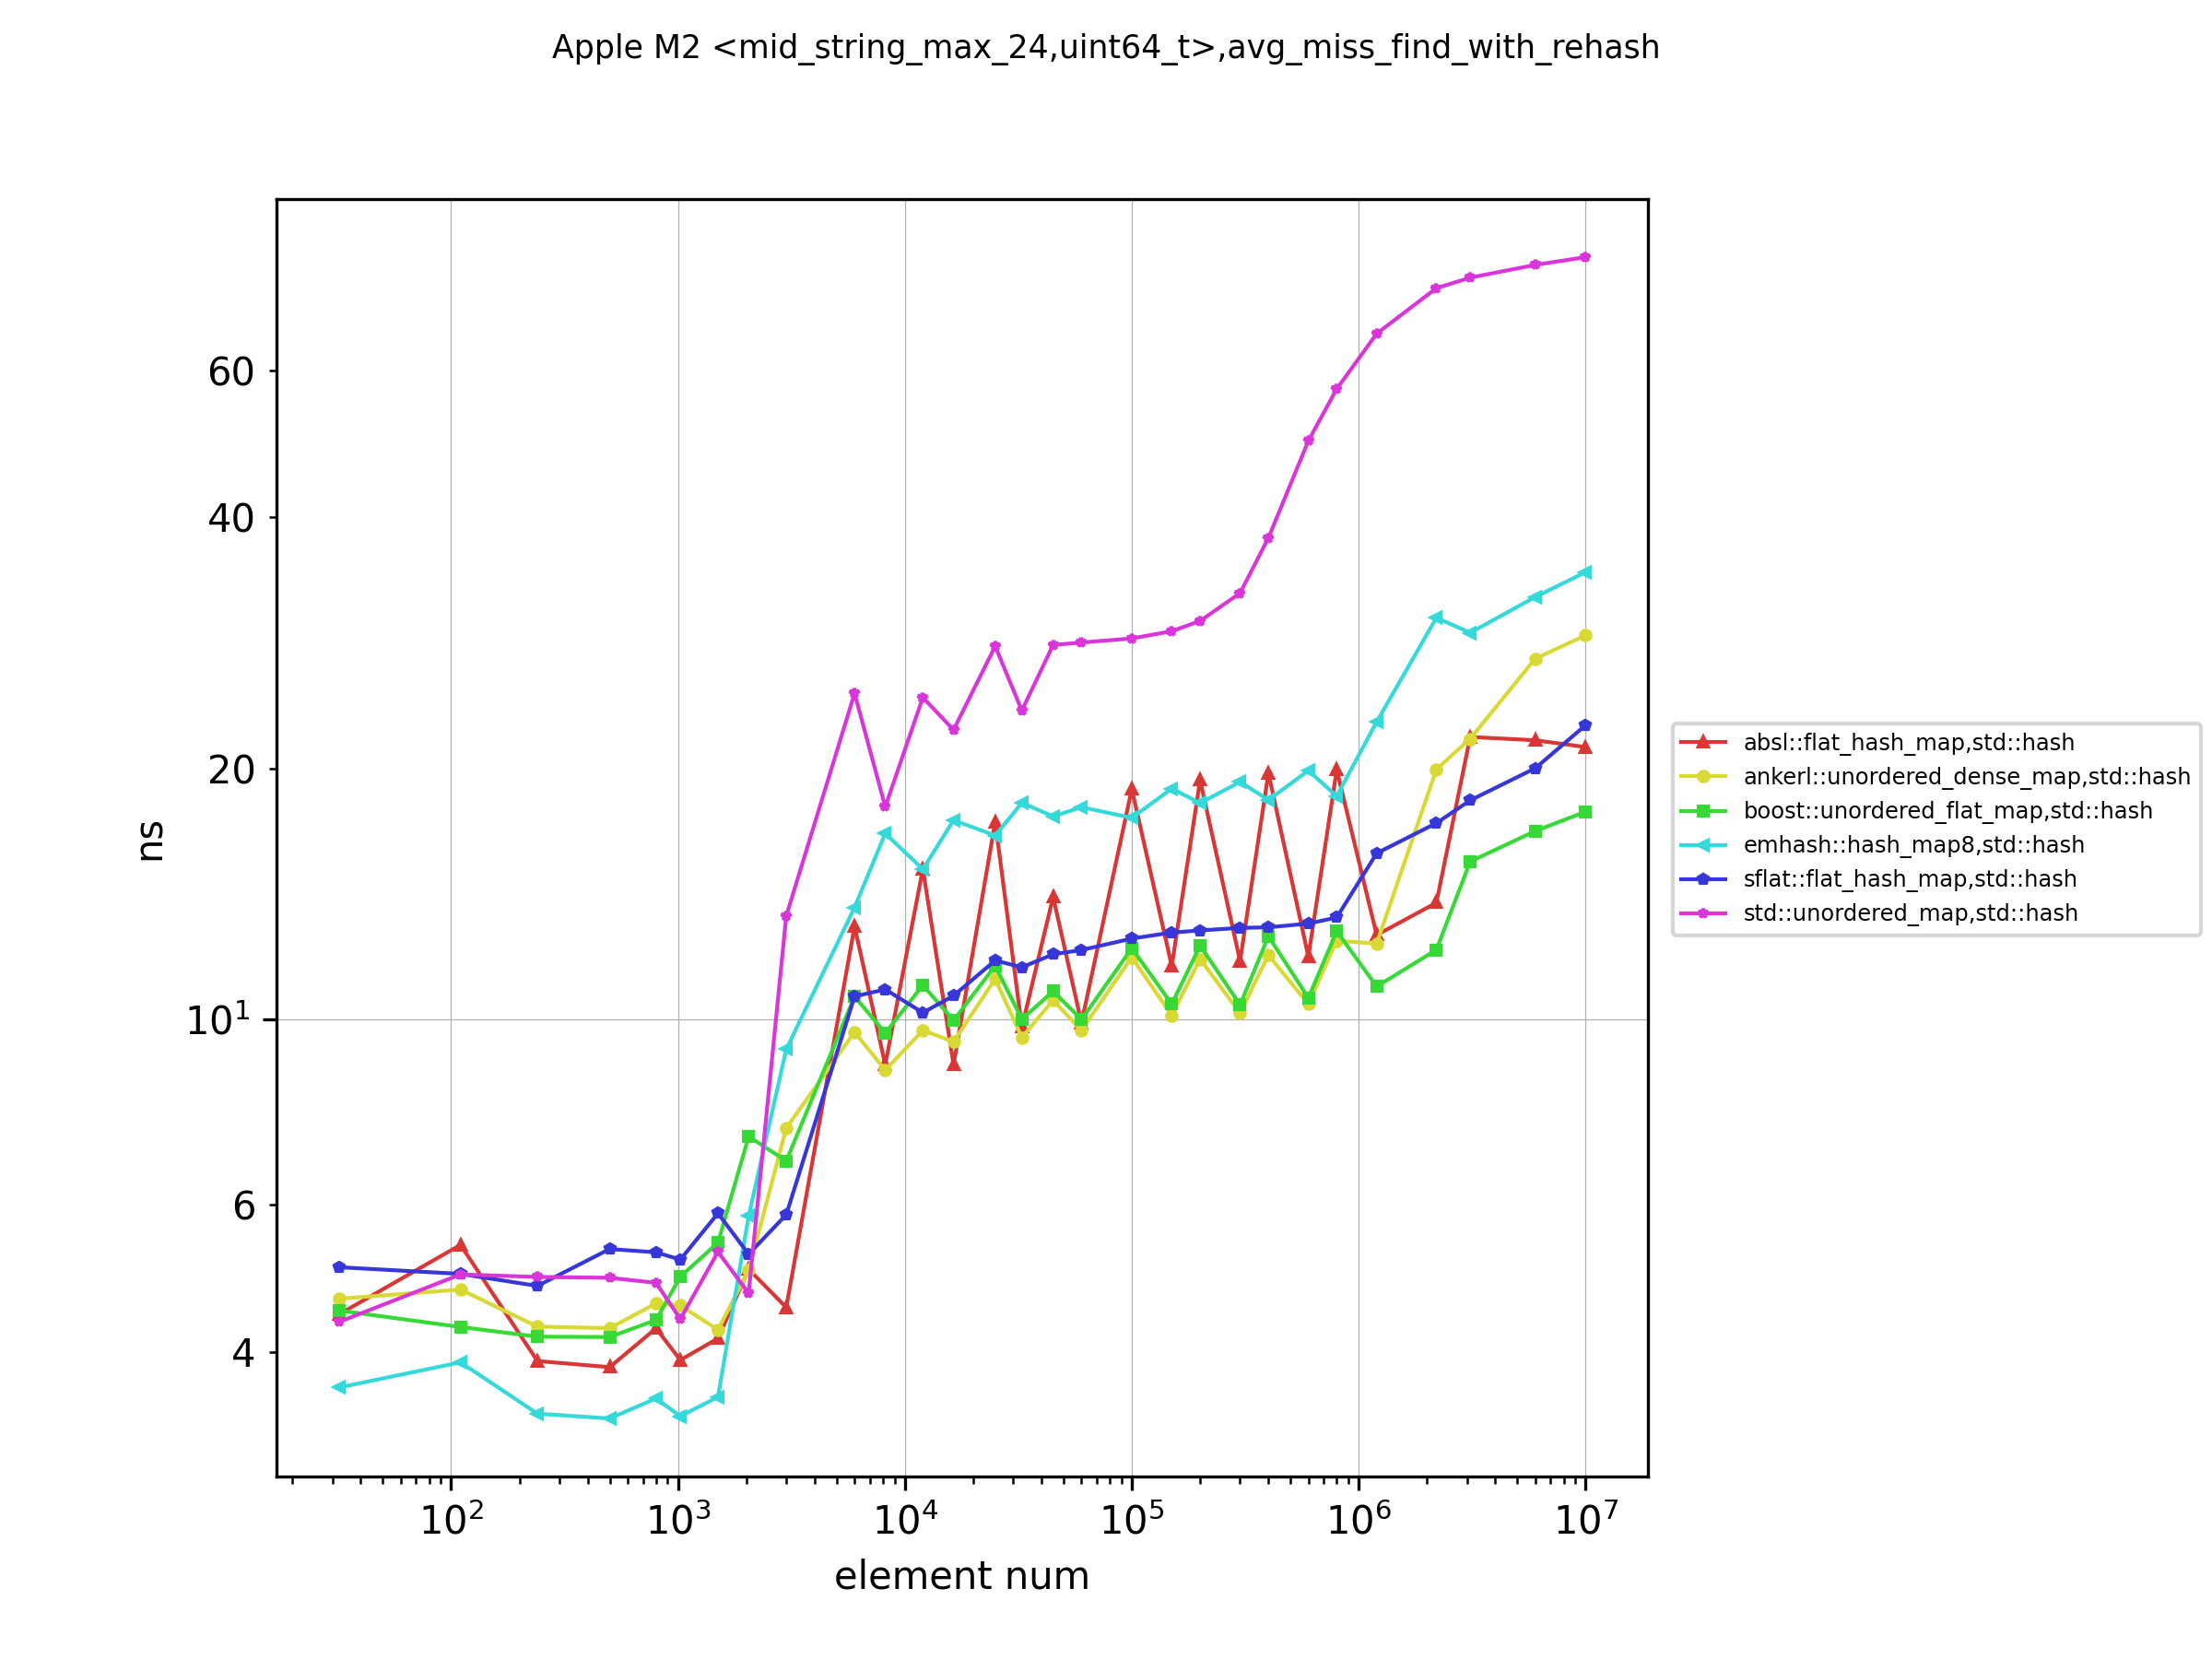 Apple M2 <mid_string_max_24,uint64_t>,avg_miss_find_with_rehash
60
40
20
10¹
6
4
ns
10² 10³ 10⁴ 10⁵ 10⁶ 10⁷
element num
absl::flat_hash_map,std::hash
ankerl::unordered_dense_map,std::hash
boost::unordered_flat_map,std::hash
emhash::hash_map8,std::hash
sflat::flat_hash_map,std::hash
std::unordered_map,std::hash